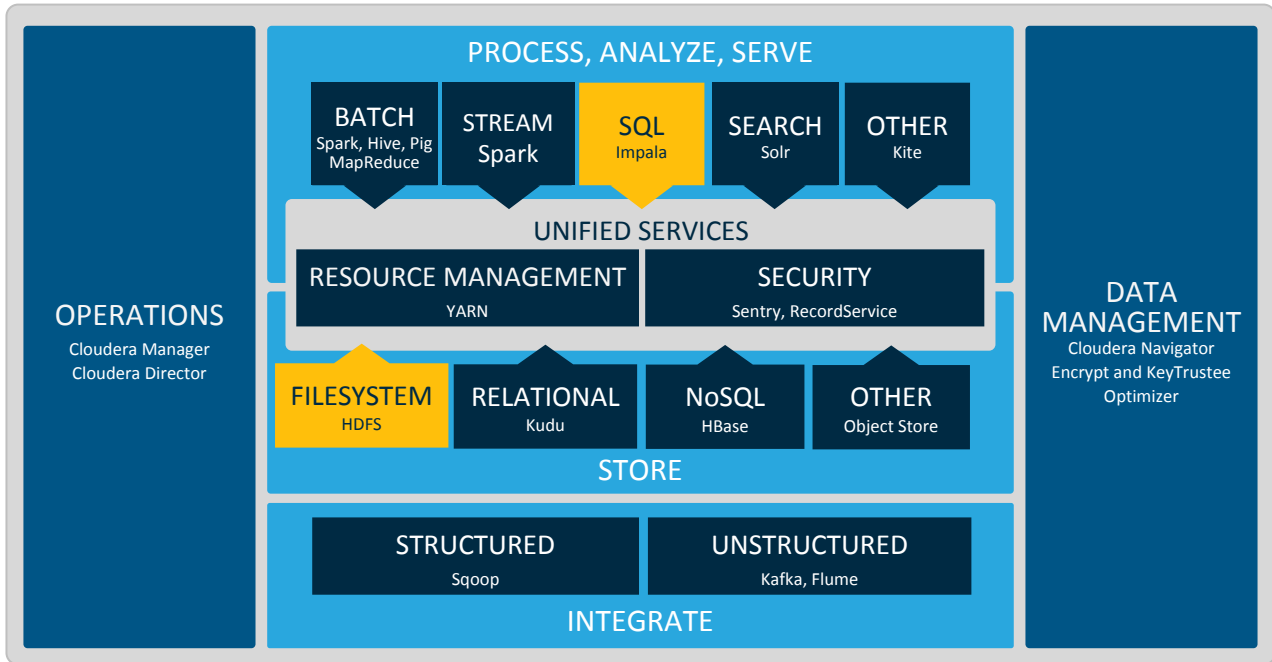 PROCESS, ANALYZE, SERVE
BATCH
Spark, Hive, Pig
MapReduce
STREAM
Spark
SQL
Impala
SEARCH
Solr
OTHER
Kite
UNIFIED SERVICES
RESOURCE MANAGEMENT
YARN
SECURITY
Sentry, RecordService
OPERATIONS
Cloudera Manager
Cloudera Director
DATA
MANAGEMENT
Cloudera Navigator
Encrypt and KeyTrustee
Optimizer
FILESYSTEM
HDFS
RELATIONAL
Kudu
NoSQL
HBase
OTHER
Object Store
STORE
STRUCTURED
Sqoop
UNSTRUCTURED
Kafka, Flume
INTEGRATE